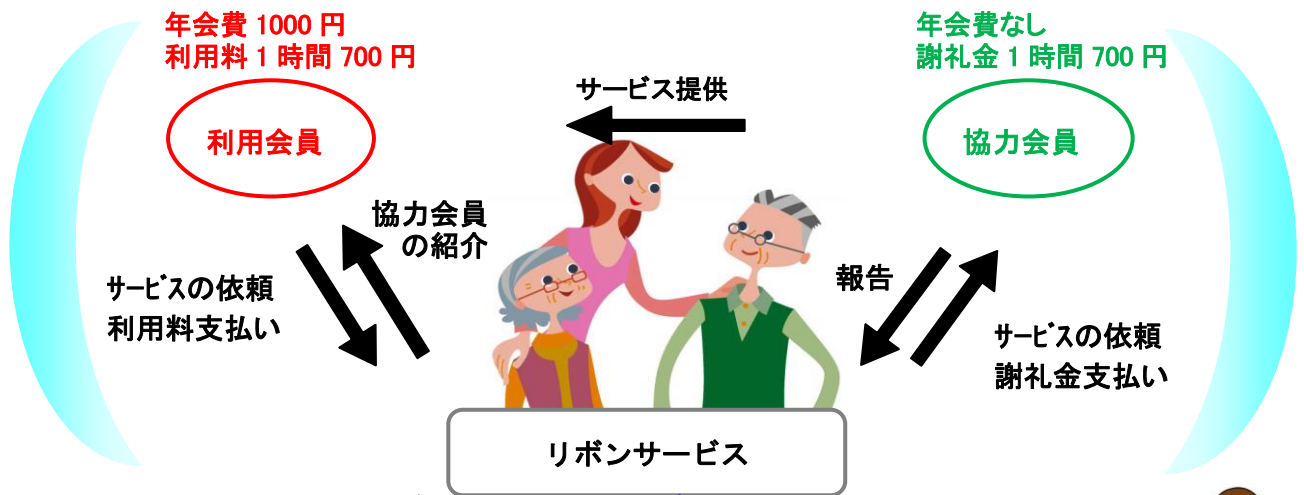 年会費 1000 円
利用料 1 時間 700 円
利用会員
年会費なし
謝礼金 1 時間 700 円
協力会員
サービス提供
協力会員
の紹介
サービスの依頼
利用料支払い
報告
サービスの依頼
謝礼金支払い
リボンサービス